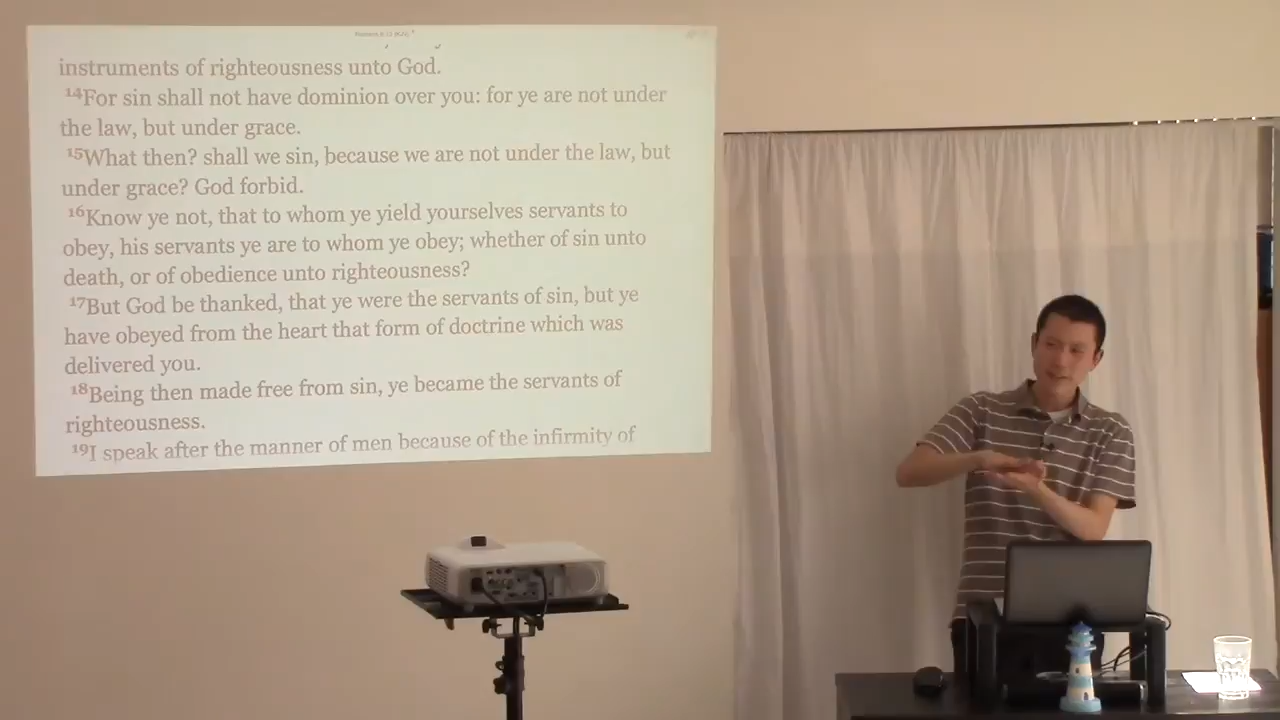 instruments of righteousness unto God.
¹⁴For sin shall not have dominion over you: for ye are not under
the law, but under grace.
¹⁵What then? shall we sin, because we are not under the law, but
under grace? God forbid.
¹⁶Know ye not, that to whom ye yield yourselves servants to
obey, his servants ye are to whom ye obey; whether of sin unto
death, or of obedience unto righteousness?
¹⁷But God be thanked, that ye were the servants of sin, but ye
have obeyed from the heart that form of doctrine which was
delivered you.
¹⁸Being then made free from sin, ye became the servants of
righteousness.
¹⁹I speak after the manner of men because of the infirmity of